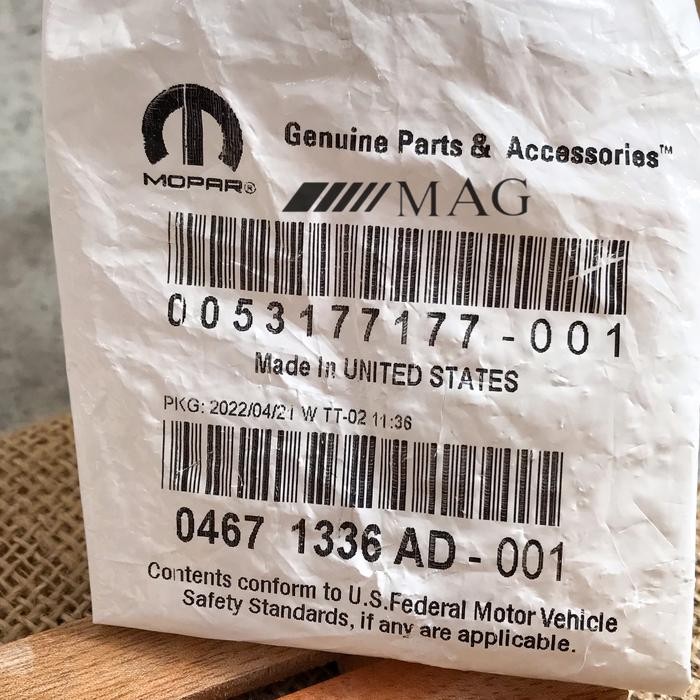 MOPAR®
Genuine Parts & Accessories™
MAG
0053177177-001
Made In UNITED STATES
PKG: 2022/04/21 W TT-02 11:36
0467 1336 AD - 001
Contents conform to U.S.Federal Motor Vehicle
Safety Standards, if any are applicable.